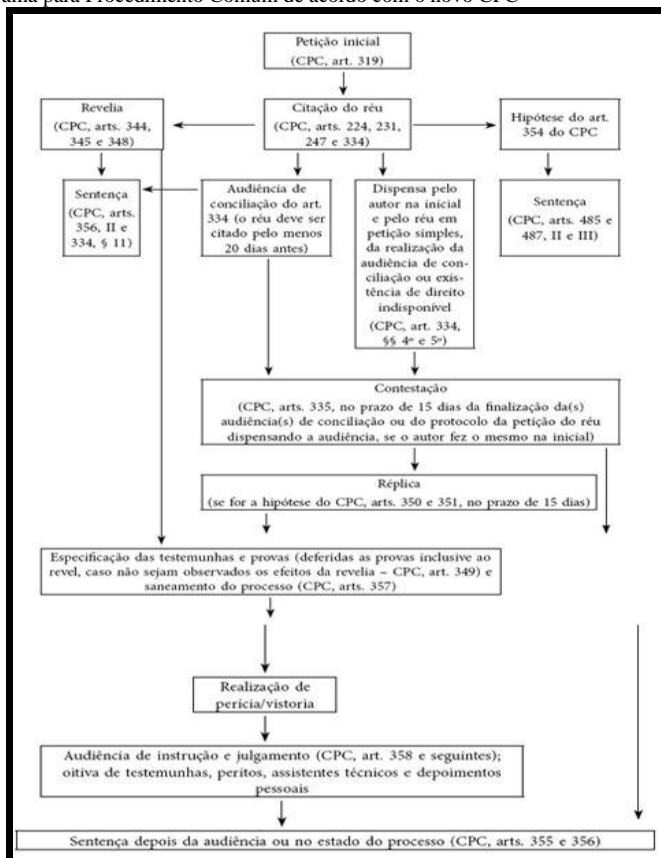 ama para Procedimento Comum de acordo com o novo CPC
Petição inicial
(CPC, art. 319)
Revelia
(CPC, arts. 344,
345 e 348)
Citação do réu
(CPC, arts. 224, 231,
247 e 334)
Hipótese do art.
354 do CPC
Sentença
(CPC, arts.
356, II e
334, § 11)
Audiência de
conciliação do art.
334 (o réu deve ser
citado pelo menos
20 dias antes)
Dispensa pelo
autor na inicial
e pelo réu em
petição simples,
da realização da
audiência de con-
ciliação ou exis-
tência de direito
indisponível
(CPC, art. 334,
§§ 4º e 5º)
Sentença
(CPC, arts. 485 e
487, II e III)
Contestação
(CPC, arts. 335, no prazo de 15 dias da finalização da(s)
audiência(s) de conciliação ou do protocolo da petição do réu
dispensando a audiência, se o autor fez o mesmo na inicial)
Réplica
(se for a hipótese do CPC, arts. 350 e 351, no prazo de 15 dias)
Especificação das testemunhas e provas (deferidas as provas inclusive ao
revel, caso não sejam observados os efeitos da revelia – CPC, art. 349) e
saneamento do processo (CPC, arts. 357)
Realização de
perícia/vistoria
Audiência de instrução e julgamento (CPC, art. 358 e seguintes);
oitiva de testemunhas, peritos, assistentes técnicos e depoimentos
pessoais
Sentença depois da audiência ou no estado do processo (CPC, arts. 355 e 356)